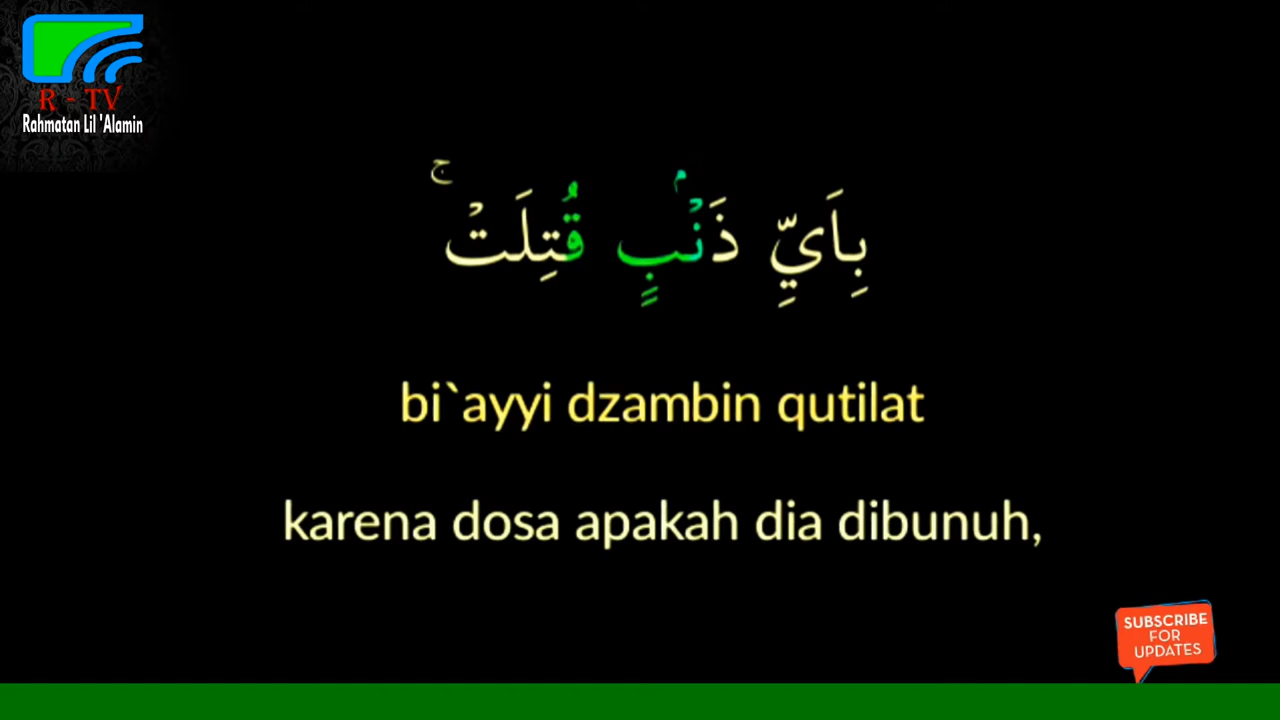 R - TV
Rahmatan Lil 'Alamin
بِاَيِّ ذَنْۢبٍ قُتِلَتْۚ
bi`ayyi dzambin qutilat
karena dosa apakah dia dibunuh,
SUBSCRIBE
FOR
UPDATES